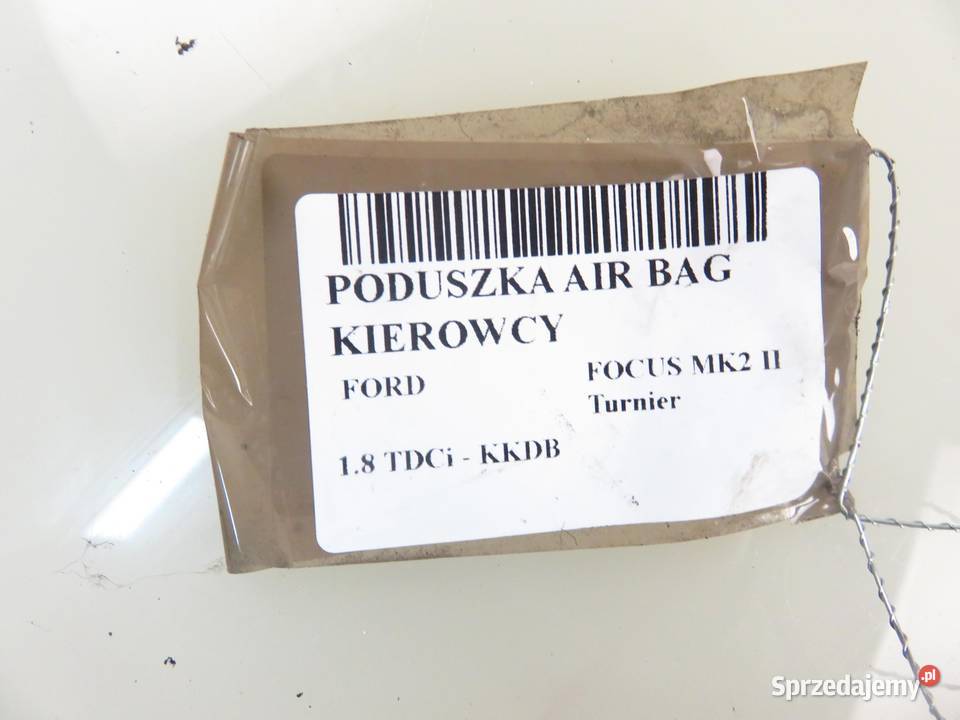 PODUSZKA AIR BAG
KIEROWCY
FORD
FOCUS MK2 II
Turnier
1.8 TDCi - KKDB
Sprzedajemy.pl